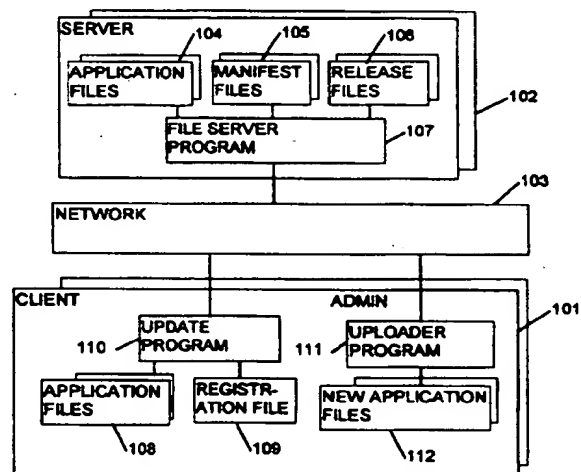 SERVER
104
105
106
APPLICATION
FILES
MANIFEST
FILES
RELEASE
FILES
102
FILE SERVER
PROGRAM
107
103
NETWORK
CLIENT
ADMIN
101
UPDATE
PROGRAM
110
UPLOADER
PROGRAM
111
APPLICATION
FILES
REGISTR-
ATION FILE
NEW APPLICATION
FILES
108
109
112